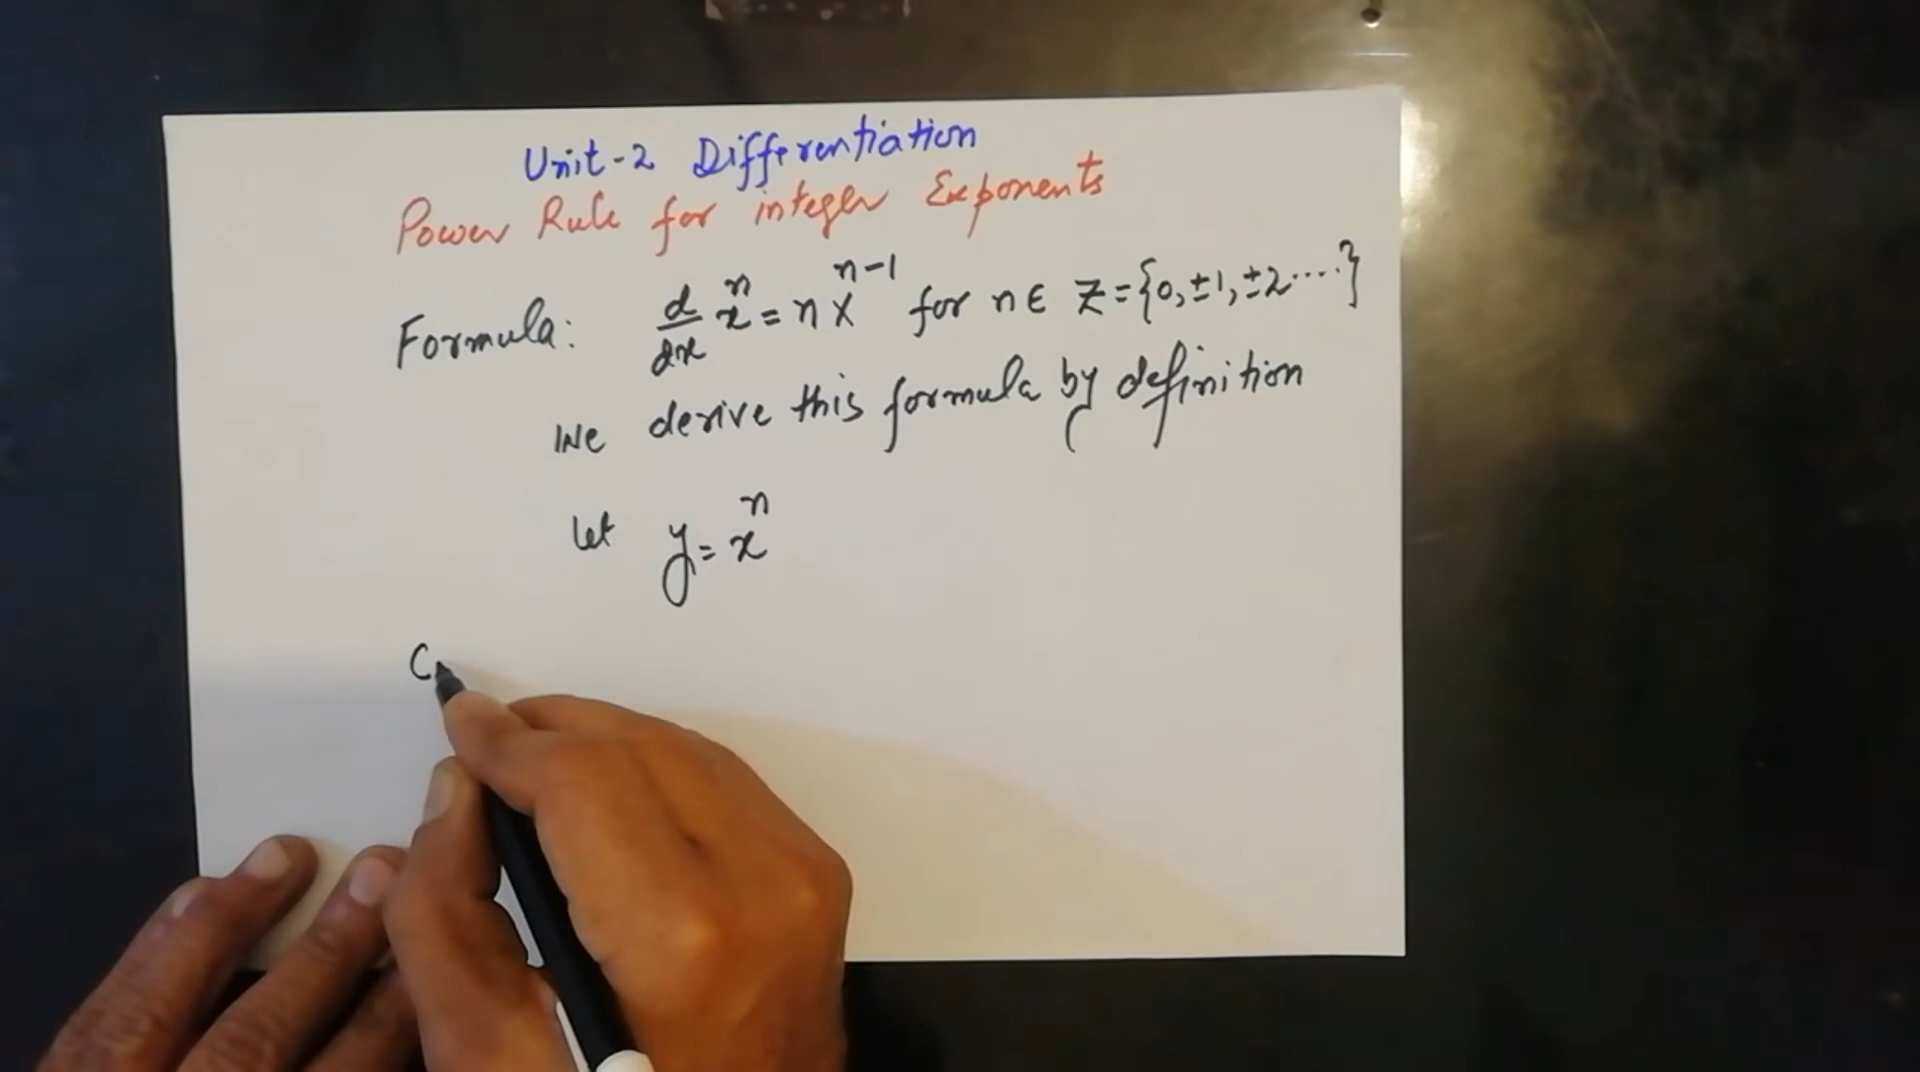 Unit-2 Differentiation
Power Rule for integer Exponents
Formula: d/dx x^n = n x^(n-1) for n ∈ Z = {0, ±1, ±2 ....}
We derive this formula by definition
let y = x^n
C